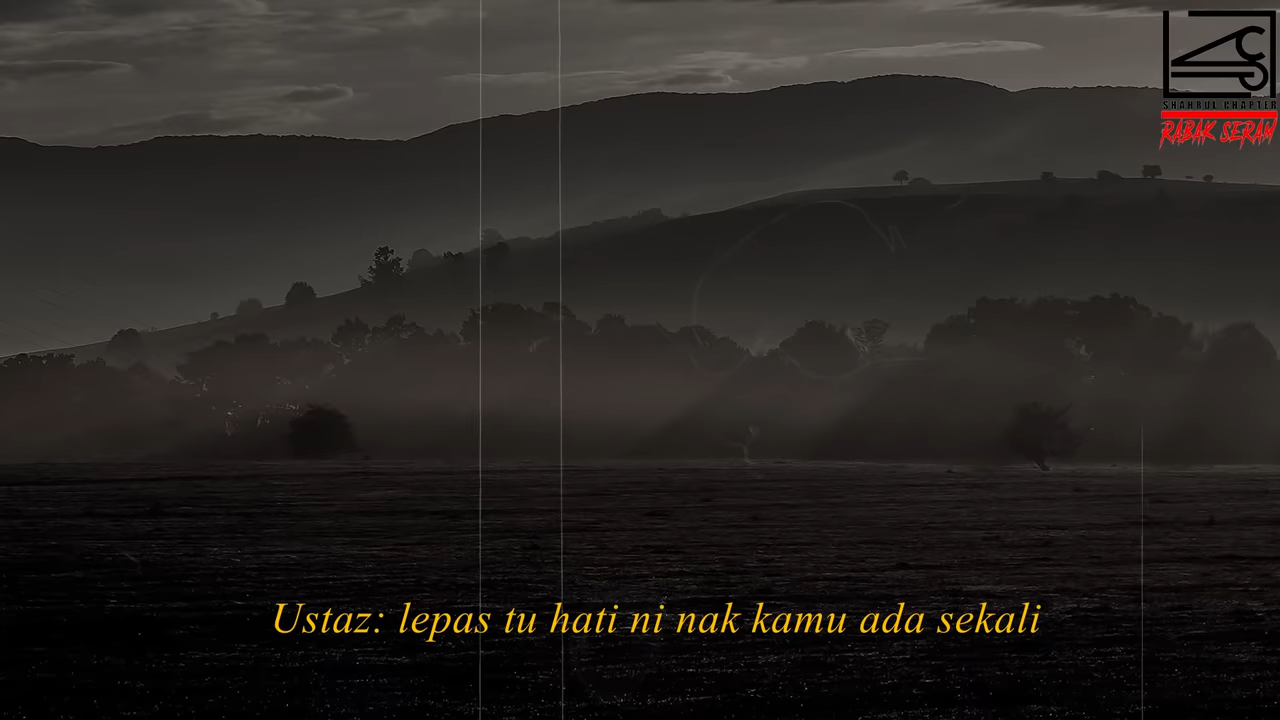 SHAHRUL CHAPTER
RABAK SERAM
Ustaz: lepas tu hati ni nak kamu ada sekali